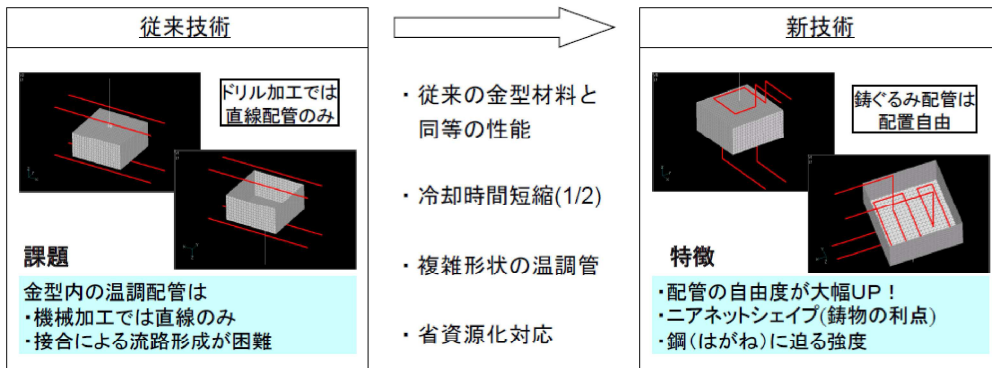 従来技術
ドリル加工では
直線配管のみ
課題
金型内の温調配管は
・機械加工では直線のみ
・接合による流路形成が困難
・従来の金型材料と
同等の性能
・冷却時間短縮(1/2)
・複雑形状の温調管
・省資源化対応
新技術
鋳ぐるみ配管は
配置自由
特徴
・配管の自由度が大幅UP！
・ニアネットシェイプ(鋳物の利点)
・鋼(はがね)に迫る強度